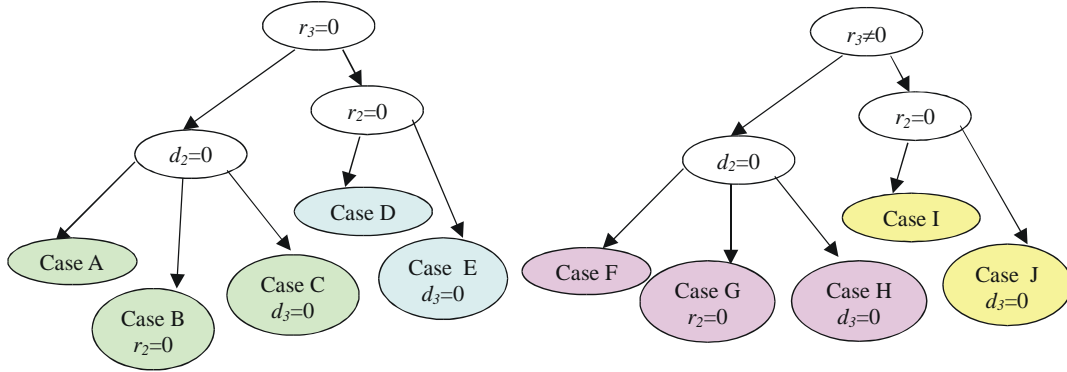 r₃=0
r₂=0
d₂=0
Case D
Case A
Case B
r₂=0
Case C
d₃=0
Case E
d₃=0
r₃≠0
r₂=0
d₂=0
Case I
Case F
Case G
r₂=0
Case H
d₃=0
Case J
d₃=0